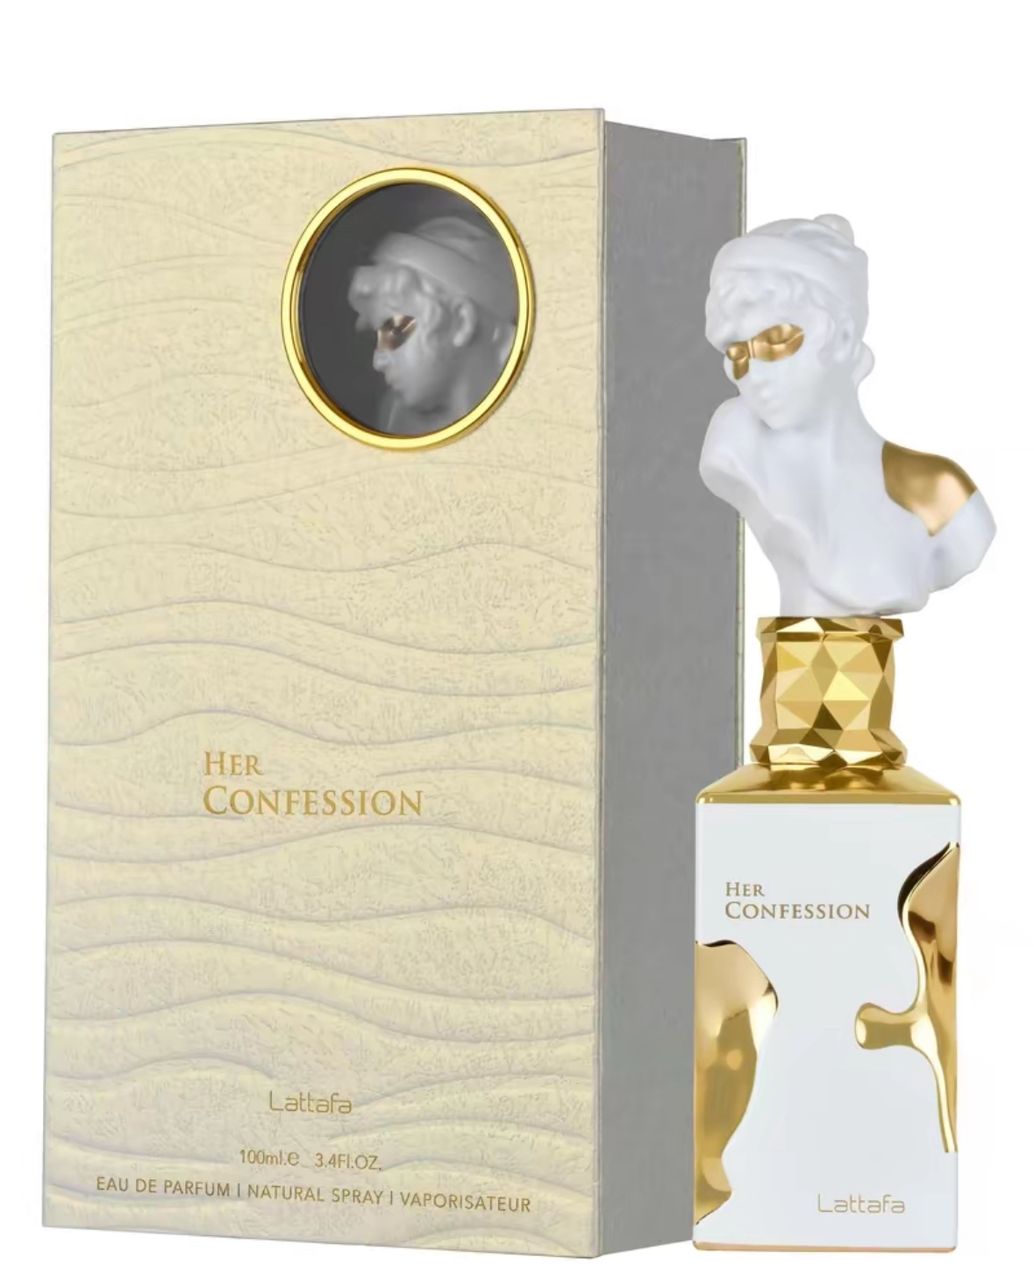 HER
CONFESSION
Lattafa
100ml.e 3.4Fl.OZ.
EAU DE PARFUM | NATURAL SPRAY | VAPORISATEUR
HER
CONFESSION
Lattafa